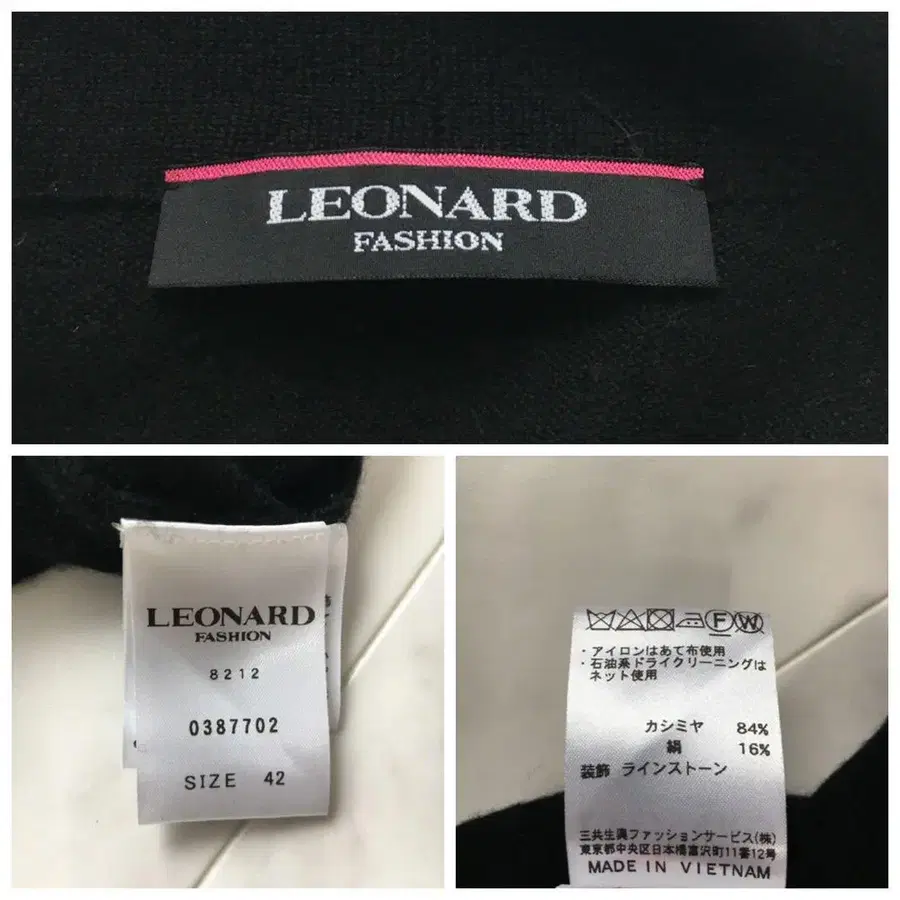 LEONARD
FASHION
LEONARD
FASHION
8212
0387702
SIZE 42
・アイロンはあて布使用
・石油系ドライクリーニングは
ネット使用
カシミヤ 84%
絹 16%
装飾 ラインストーン
三共生興ファッションサービス(株)
東京都中央区日本橋富沢町11番12号
MADE IN VIETNAM